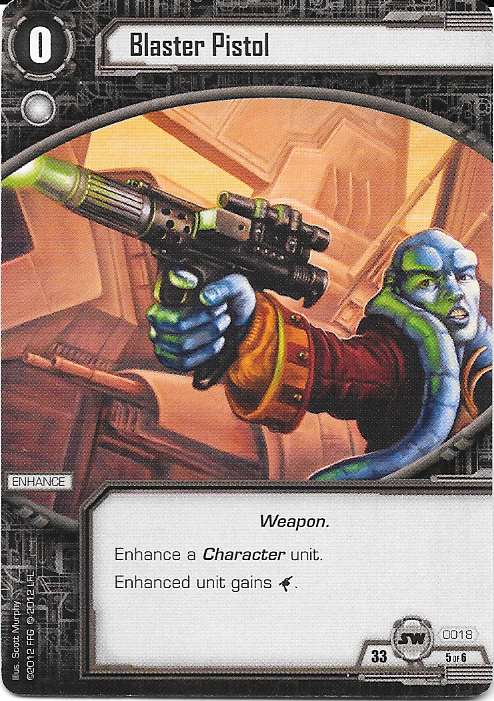 0
Blaster Pistol
ENHANCE
Weapon.
Enhance a Character unit.
Enhanced unit gains .
Illus. Scott Murphy
©2012 FFG ©2012 LFL
33
SW
0018
5 OF 6